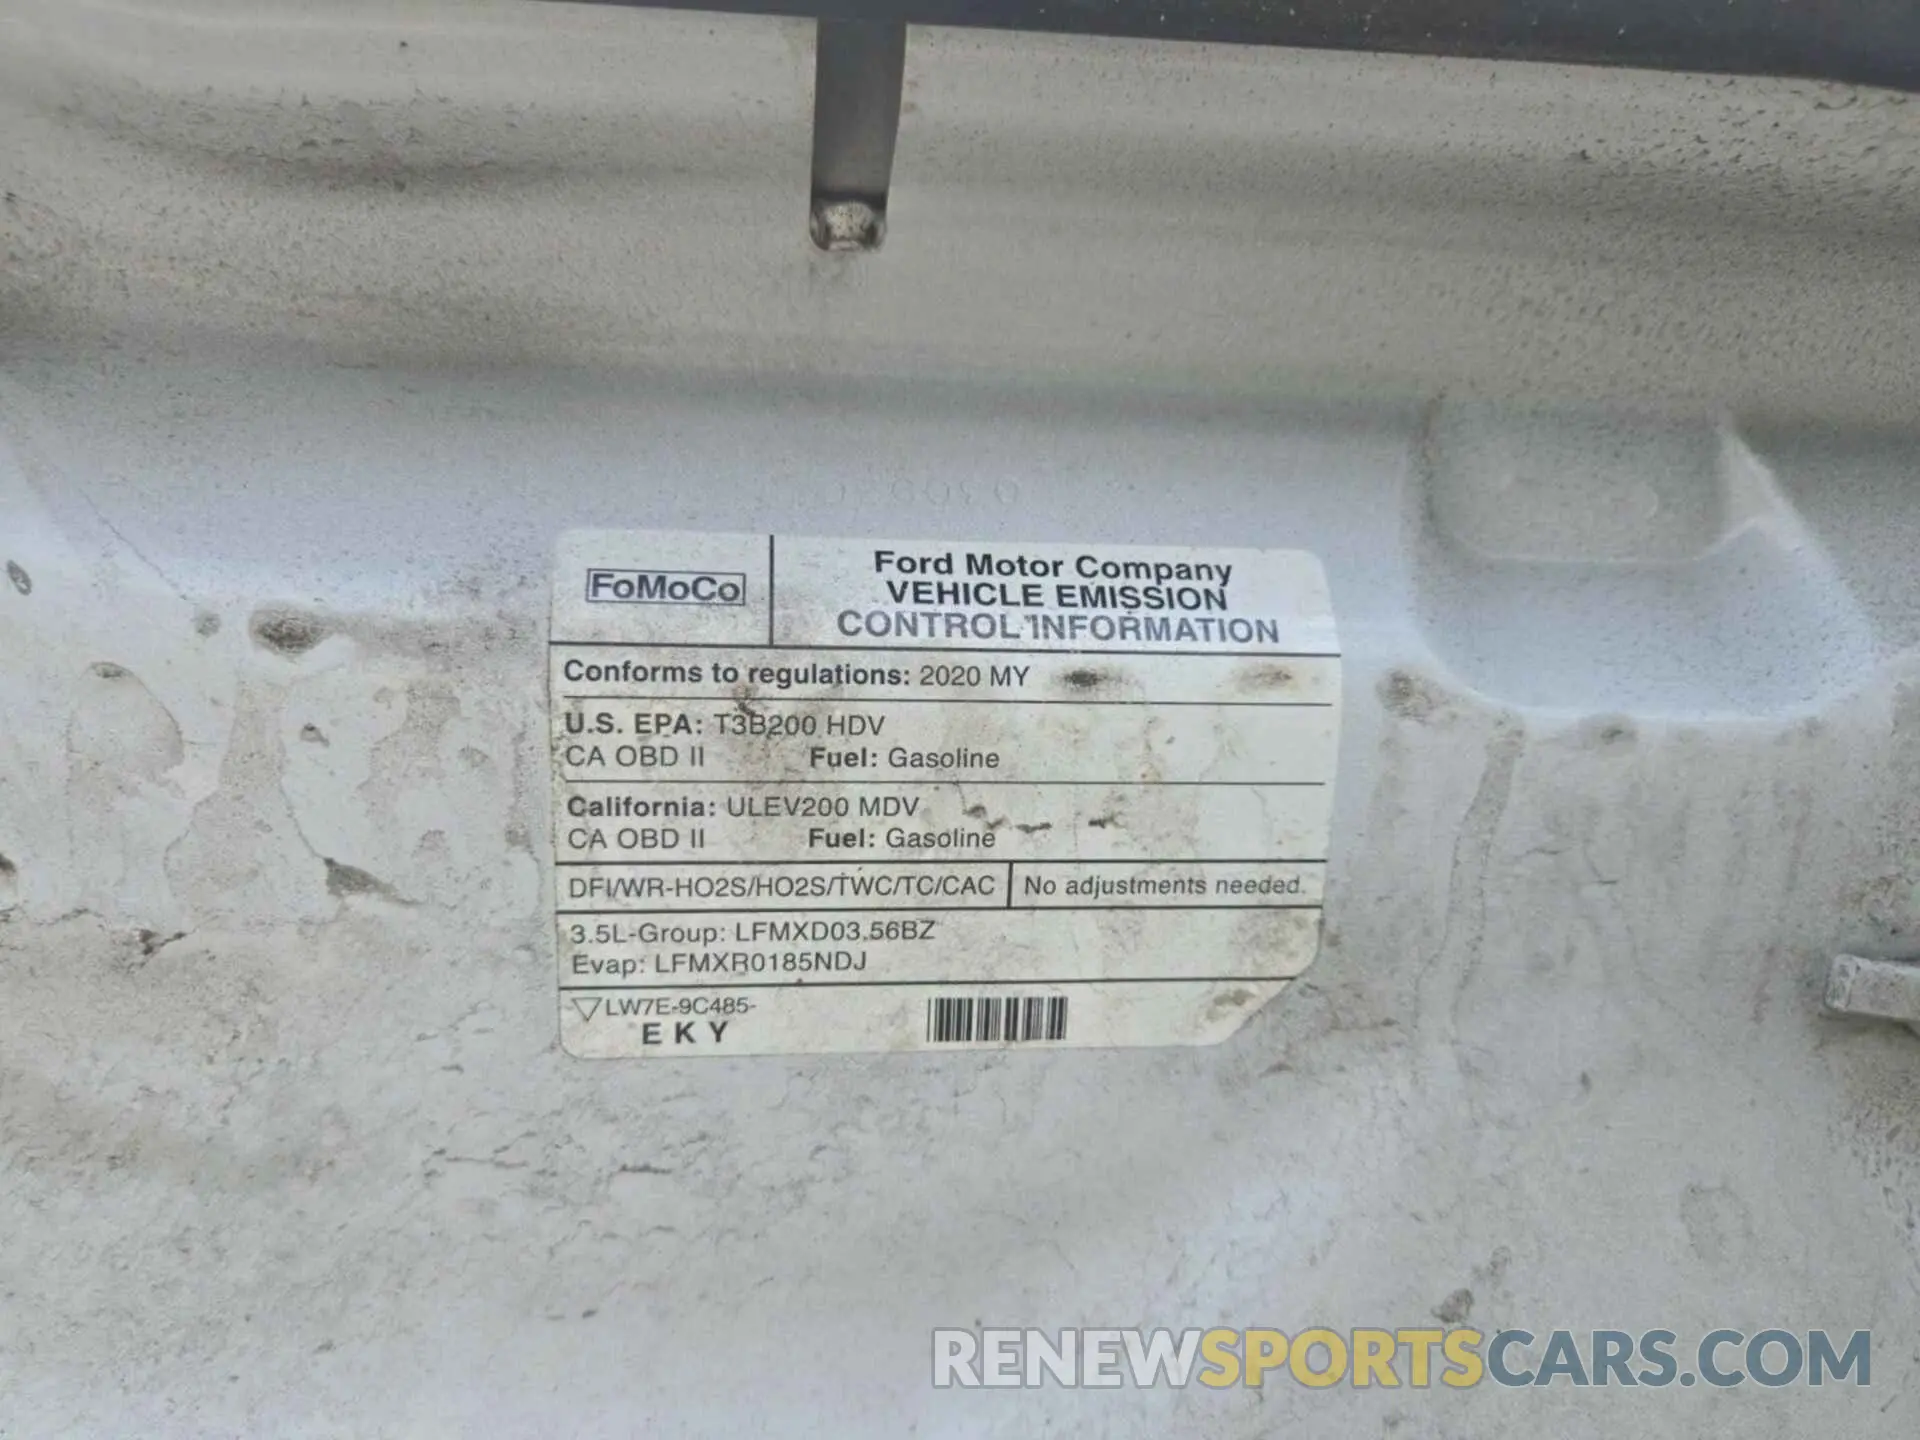 FoMoCo
Ford Motor Company
VEHICLE EMISSION
CONTROL INFORMATION
Conforms to regulations: 2020 MY
U.S. EPA: T3B200 HDV
CA OBD II Fuel: Gasoline
California: ULEV200 MDV
CA OBD II Fuel: Gasoline
DFI/WR-HO2S/HO2S/TWC/TC/CAC No adjustments needed.
3.5L-Group: LFMXD03.56BZ
Evap: LFMXR0185NDJ
LW7E-9C485-
EKY
RENEWSPORTSCARS.COM